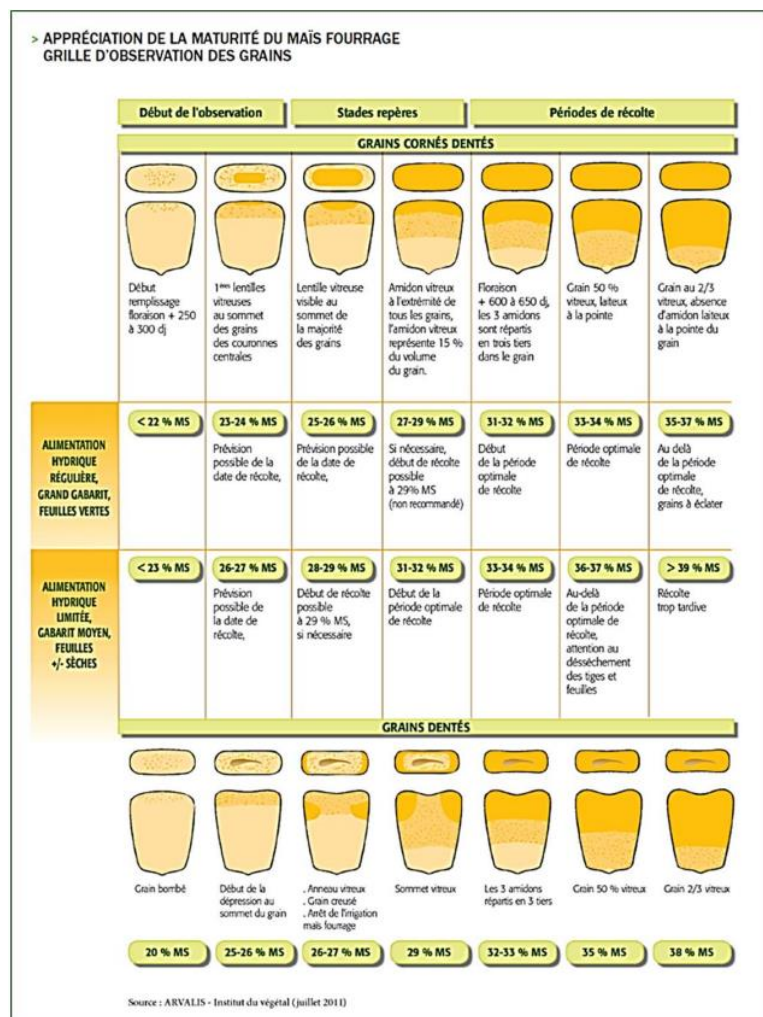 > APPRÉCIATION DE LA MATURITÉ DU MAÏS FOURRAGE
GRILLE D'OBSERVATION DES GRAINS
Début de l'observation
Stades repères
Périodes de récolte
GRAINS CORNÉS DENTÉS
Début
remplissage
floraison + 250
à 300 dj
1ères lentilles
vitreuses
au sommet
des grains
des couronnes
centrales
Lentille vitreuse
visible au
sommet de
la majorité
des grains
Amidon vitreux
à l'extrémité de
tous les grains,
l'amidon vitreux
représente 15 %
du volume
du grain.
Floraison
+ 600 à 650 dj,
les 3 amidons
sont répartis
en trois tiers
dans le grain
Grain 50 %
vitreux, laiteux
à la pointe
Grain au 2/3
vitreux, absence
d'amidon laiteux
à la pointe du
grain
ALIMENTATION
HYDRIQUE
RÉGULIÈRE,
GRAND GABARIT,
FEUILLES VERTES
< 22 % MS
23-24 % MS
Prévision
possible de la
date de récolte,
25-26 % MS
Prévision possible
de la date de
récolte,
27-29 % MS
Si nécessaire,
début de récolte
possible
à 29% MS
(non recommandé)
31-32 % MS
Début
de la période
optimale
de récolte
33-34 % MS
Période optimale
de récolte
35-37 % MS
Au delà
de la période
optimale
de récolte,
grains à éclater
ALIMENTATION
HYDRIQUE
LIMITÉE,
GABARIT MOYEN,
FEUILLES
+/- SÈCHES
< 23 % MS
26-27 % MS
Prévision
possible de
la date de
récolte,
28-29 % MS
Début de récolte
possible
à 29 % MS,
si nécessaire
31-32 % MS
Début de la
période optimale
de récolte
33-34 % MS
Période optimale
de récolte
36-37 % MS
Au-delà
de la période
optimale de
récolte,
attention au
déssèchement
des tiges et
feuilles
> 39 % MS
Récolte
trop tardive
GRAINS DENTÉS
Grain bombé
Début de la
dépression au
sommet du grain
. Anneau vitreux
. Grain creusé
. Arrêt de l'irrigation
maïs fourrage
Sommet vitreux
Les 3 amidons
répartis en 3 tiers
Grain 50 % vitreux
Grain 2/3 vitreux
20 % MS
25-26 % MS
26-27 % MS
29 % MS
32-33 % MS
35 % MS
38 % MS
Source : ARVALIS - Institut du végétal (juillet 2011)